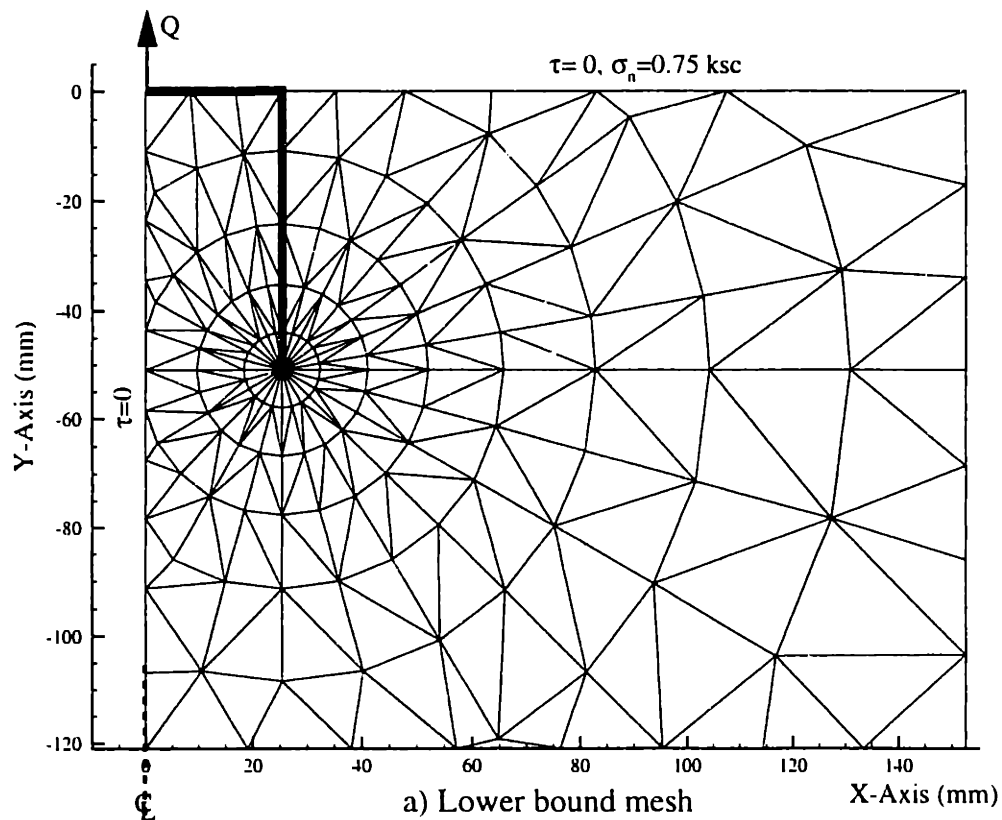 Q
τ= 0, σn=0.75 ksc
0
-20
-40
-60
-80
-100
-120
Y-Axis (mm)
τ=0
0 20 40 60 80 100 120 140
℄
a) Lower bound mesh
X-Axis (mm)